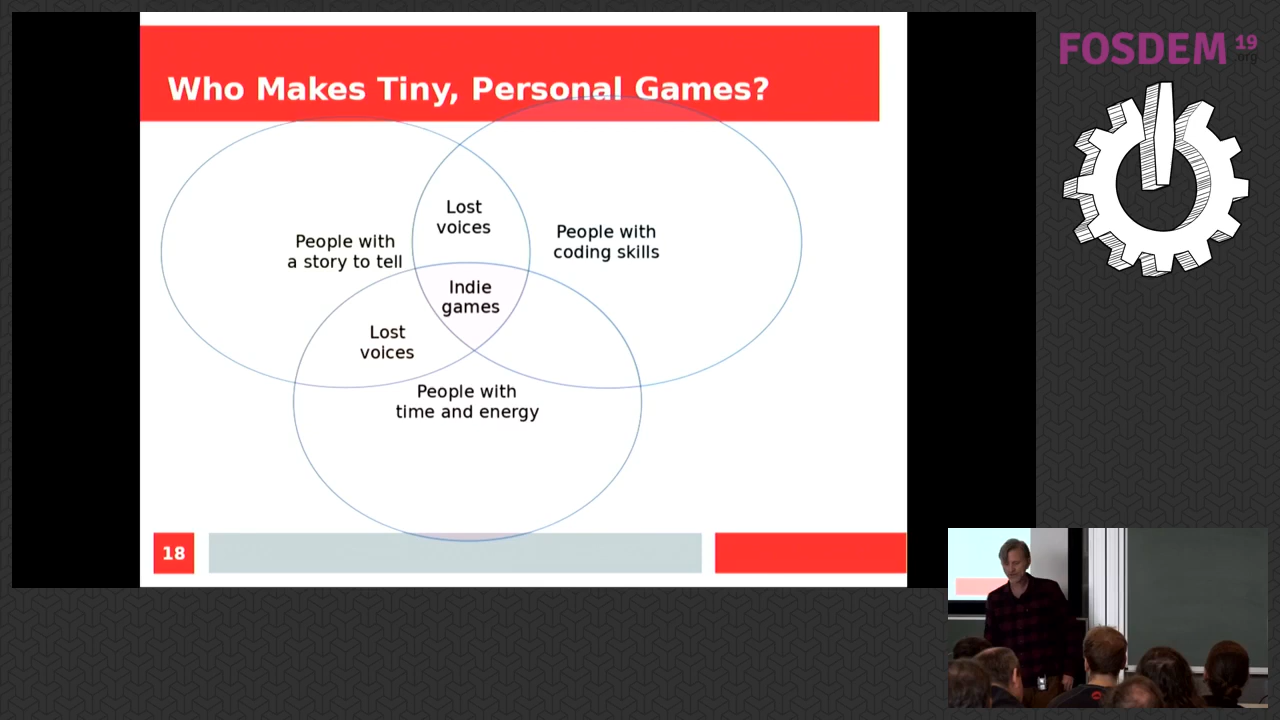 Who Makes Tiny, Personal Games?
Lost
voices
People with
coding skills
People with
a story to tell
Indie
games
Lost
voices
People with
time and energy
18
FOSDEM 19
.org